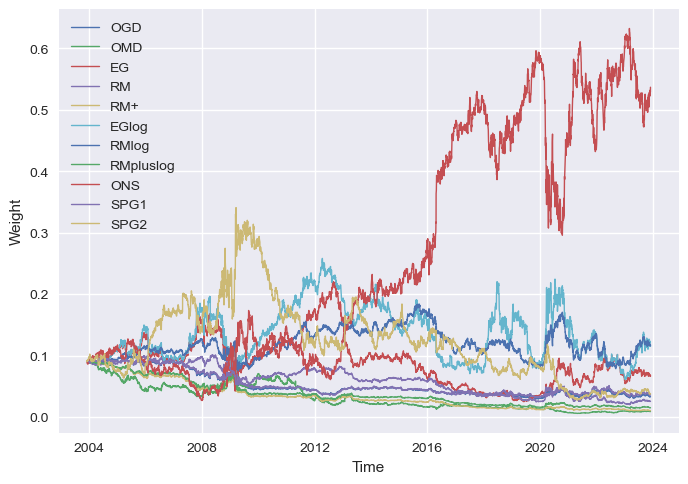 OGD
OMD
EG
RM
RM+
EGlog
RMlog
RMpluslog
ONS
SPG1
SPG2
0.6
0.5
0.4
0.3
0.2
0.1
0.0
Weight
2004 2008 2012 2016 2020 2024
Time